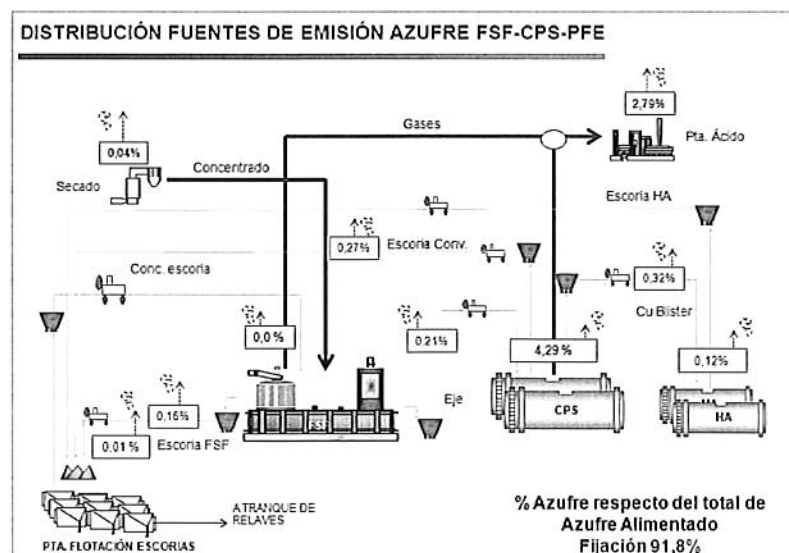 DISTRIBUCIÓN FUENTES DE EMISIÓN AZUFRE FSF-CPS-PFE
2,79%
Gases
Pta. Ácido
0,04%
Concentrado
Secado
Escoria HA
0,27%
Escoria Conv.
Conc. escoria
0,32%
Cu Blister
0,0 %
0,21%
4,29 %
0,12%
0,16%
Eje
CPS
HA
0.01 %
Escoria FSF
A TRANQUE DE
RELAVES
PTA. FLOTACIÓN ESCORIAS
% Azufre respecto del total de
Azufre Alimentado
Fijación 91,8%